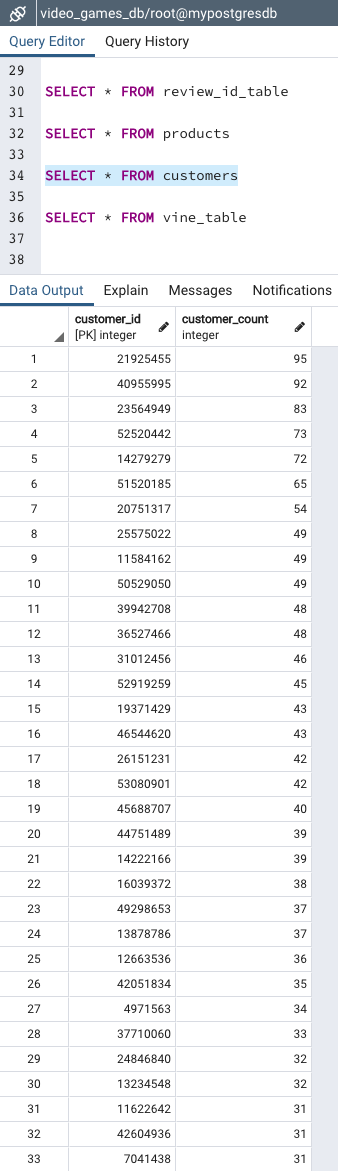 video_games_db/root@mypostgresdb
Query Editor Query History
29
30 SELECT * FROM review_id_table
31
32 SELECT * FROM products
33
34 SELECT * FROM customers
35
36 SELECT * FROM vine_table
37
38
Data Output Explain Messages Notifications
customer_id customer_count
[PK] integer integer
1 21925455 95
2 40955995 92
3 23564949 83
4 52520442 73
5 14279279 72
6 51520185 65
7 20751317 54
8 25575022 49
9 11584162 49
10 50529050 49
11 39942708 48
12 36527466 48
13 31012456 46
14 52919259 45
15 19371429 43
16 46544620 43
17 26151231 42
18 53080901 42
19 45688707 40
20 44751489 39
21 14222166 39
22 16039372 38
23 49298653 37
24 13878786 37
25 12663536 36
26 42051834 35
27 4971563 34
28 37710060 33
29 24846840 32
30 13234548 32
31 11622642 31
32 42604936 31
33 7041438 31